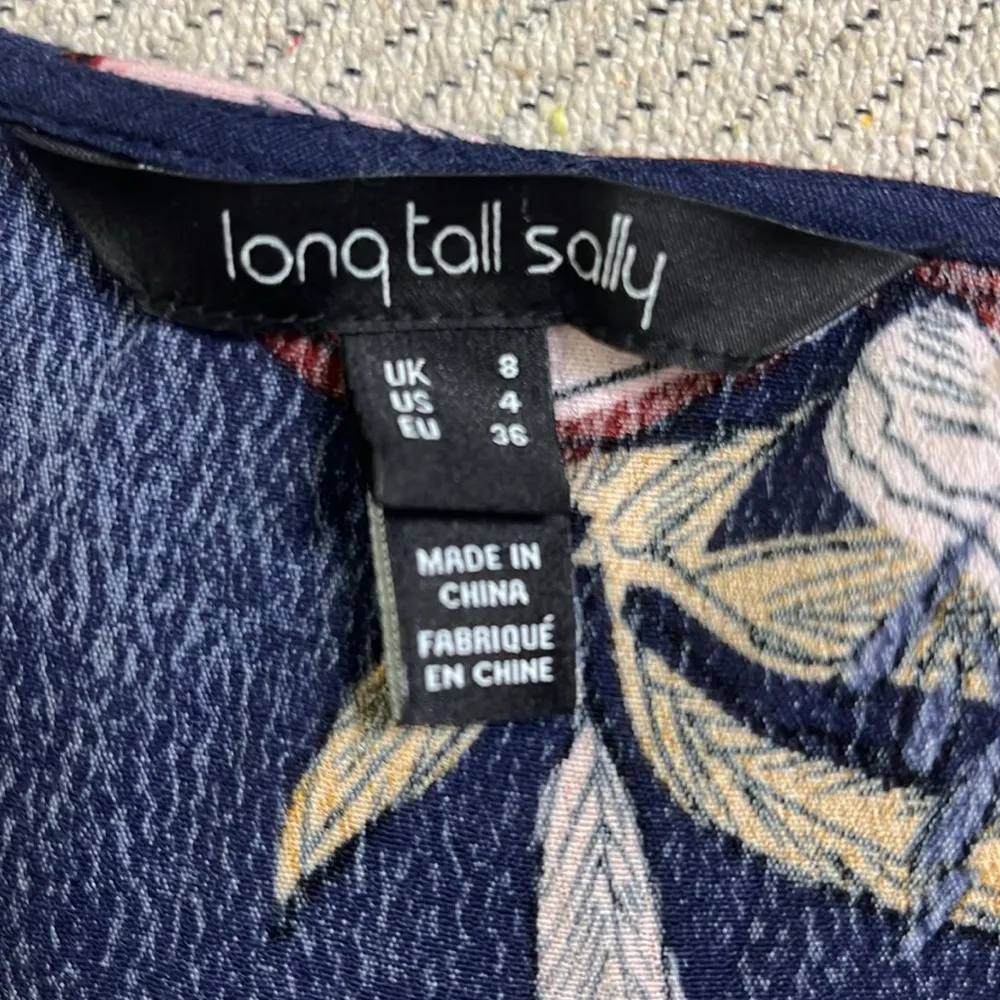 long tall sally
UK 8
US 4
EU 36
MADE IN
CHINA
FABRIQUÉ
EN CHINE